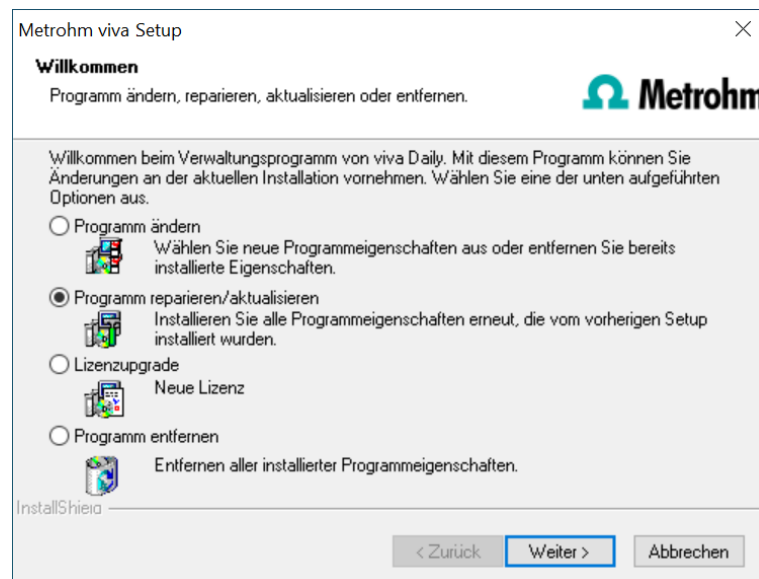 Metrohm viva Setup
Willkommen
Programm ändern, reparieren, aktualisieren oder entfernen.
Metrohm
Willkommen beim Verwaltungsprogramm von viva Daily. Mit diesem Programm können Sie
Änderungen an der aktuellen Installation vornehmen. Wählen Sie eine der unten aufgeführten
Optionen aus.
Programm ändern
Wählen Sie neue Programmeigenschaften aus oder entfernen Sie bereits
installierte Eigenschaften.
Programm reparieren/aktualisieren
Installieren Sie alle Programmeigenschaften erneut, die vom vorherigen Setup
installiert wurden.
Lizenzupgrade
Neue Lizenz
Programm entfernen
Entfernen aller installierter Programmeigenschaften.
InstallShield
< Zurück
Weiter >
Abbrechen